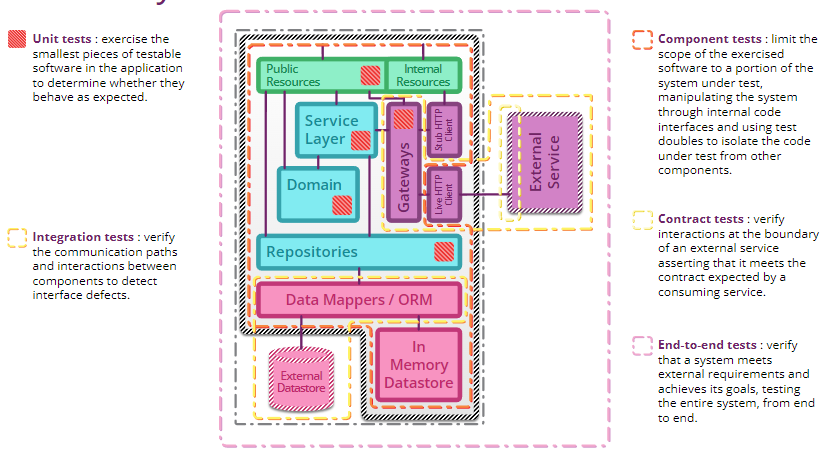 Unit tests : exercise the
smallest pieces of testable
software in the application
to determine whether they
behave as expected.
Integration tests : verify
the communication paths
and interactions between
components to detect
interface defects.
Public
Resources
Internal
Resources
Service
Layer
Domain
Gateways
Stub HTTP
Client
Live HTTP
Client
External
Service
Repositories
Data Mappers / ORM
In
Memory
Datastore
External
Datastore
Component tests : limit the
scope of the exercised
software to a portion of the
system under test,
manipulating the system
through internal code
interfaces and using test
doubles to isolate the code
under test from other
components.
Contract tests : verify
interactions at the boundary
of an external service
asserting that it meets the
contract expected by a
consuming service.
End-to-end tests : verify
that a system meets
external requirements and
achieves its goals, testing
the entire system, from end
to end.